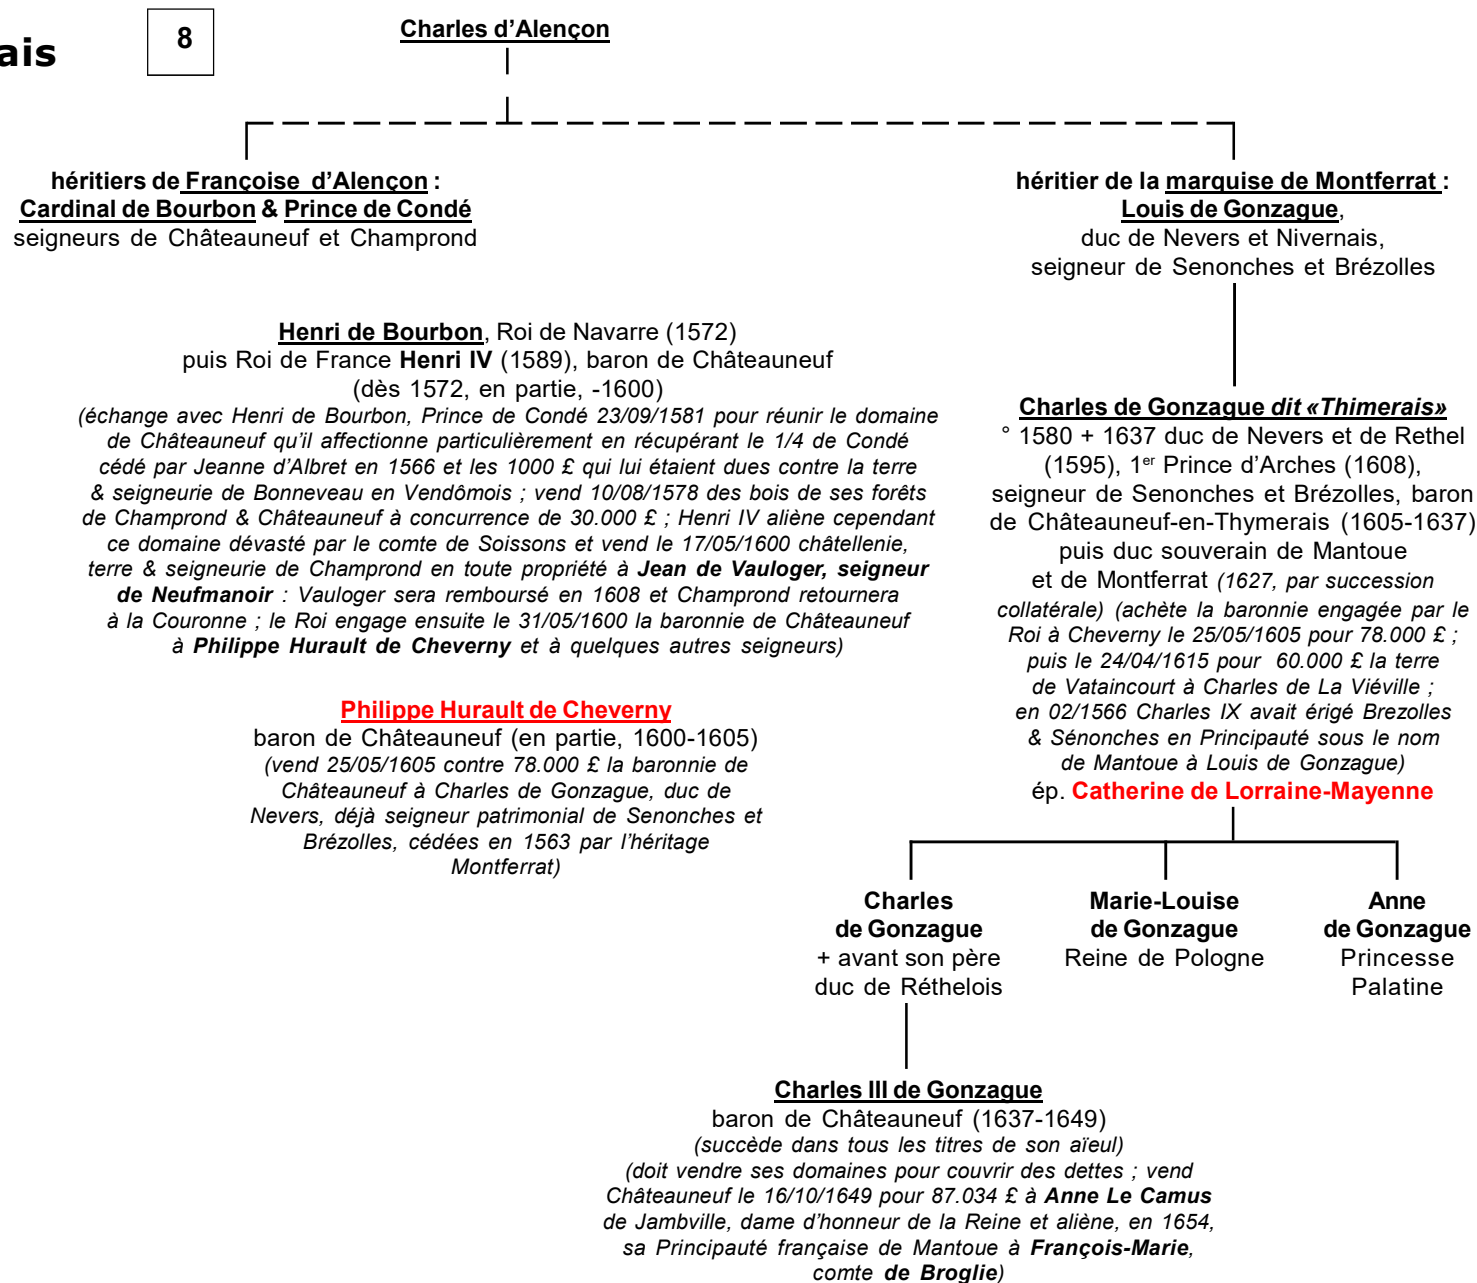 ais
8
Charles d’Alençon
héritiers de Françoise d’Alençon :
Cardinal de Bourbon & Prince de Condé
seigneurs de Châteauneuf et Champrond
héritier de la marquise de Montferrat :
Louis de Gonzague,
duc de Nevers et Nivernais,
seigneur de Senonches et Brézolles
Henri de Bourbon, Roi de Navarre (1572)
puis Roi de France Henri IV (1589), baron de Châteauneuf
(dès 1572, en partie, -1600)
(échange avec Henri de Bourbon, Prince de Condé 23/09/1581 pour réunir le domaine
de Châteauneuf qu’il affectionne particulièrement en récupérant le 1/4 de Condé
cédé par Jeanne d’Albret en 1566 et les 1000 £ qui lui étaient dues contre la terre
& seigneurie de Bonneveau en Vendômois ; vend 10/08/1578 des bois de ses forêts
de Champrond & Châteauneuf à concurrence de 30.000 £ ; Henri IV aliène cependant
ce domaine dévasté par le comte de Soissons et vend le 17/05/1600 châtellenie,
terre & seigneurie de Champrond en toute propriété à Jean de Vauloger, seigneur
de Neufmanoir : Vauloger sera remboursé en 1608 et Champrond retournera
à la Couronne ; le Roi engage ensuite le 31/05/1600 la baronnie de Châteauneuf
à Philippe Hurault de Cheverny et à quelques autres seigneurs)
Philippe Hurault de Cheverny
baron de Châteauneuf (en partie, 1600-1605)
(vend 25/05/1605 contre 78.000 £ la baronnie de
Châteauneuf à Charles de Gonzague, duc de
Nevers, déjà seigneur patrimonial de Senonches et
Brézolles, cédées en 1563 par l’héritage
Montferrat)
Charles de Gonzague dit «Thimerais»
° 1580 + 1637 duc de Nevers et de Rethel
(1595), 1er Prince d’Arches (1608),
seigneur de Senonches et Brézolles, baron
de Châteauneuf-en-Thymerais (1605-1637)
puis duc souverain de Mantoue
et de Montferrat (1627, par succession
collatérale) (achète la baronnie engagée par le
Roi à Cheverny le 25/05/1605 pour 78.000 £ ;
puis le 24/04/1615 pour 60.000 £ la terre
de Vataincourt à Charles de La Viéville ;
en 02/1566 Charles IX avait érigé Brezolles
& Sénonches en Principauté sous le nom
de Mantoue à Louis de Gonzague)
ép. Catherine de Lorraine-Mayenne
Charles
de Gonzague
+ avant son père
duc de Réthelois
Marie-Louise
de Gonzague
Reine de Pologne
Anne
de Gonzague
Princesse
Palatine
Charles III de Gonzague
baron de Châteauneuf (1637-1649)
(succède dans tous les titres de son aïeul)
(doit vendre ses domaines pour couvrir des dettes ; vend
Châteauneuf le 16/10/1649 pour 87.034 £ à Anne Le Camus
de Jambville, dame d’honneur de la Reine et aliène, en 1654,
sa Principauté française de Mantoue à François-Marie,
comte de Broglie)